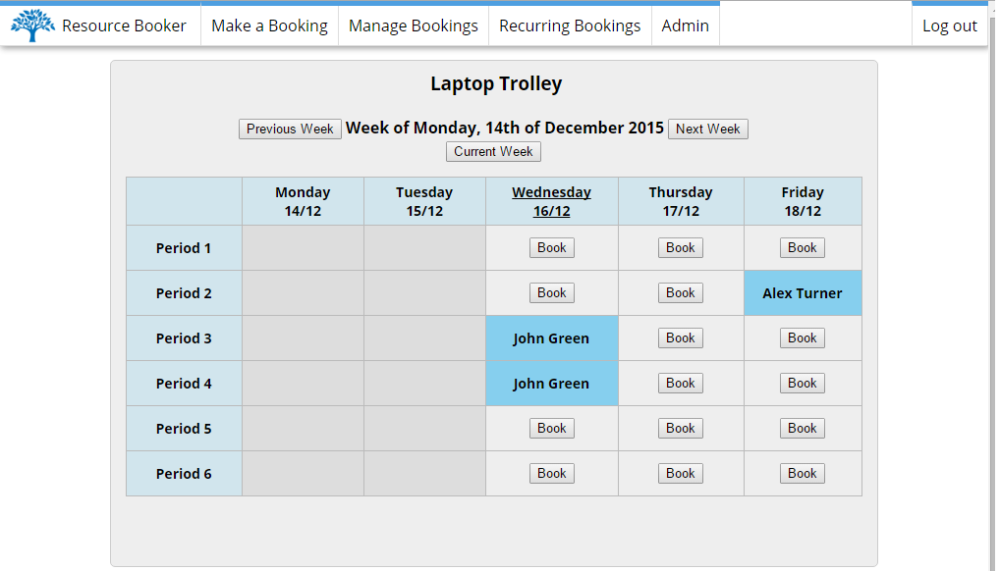 Resource Booker Make a Booking Manage Bookings Recurring Bookings Admin Log out
Laptop Trolley
Previous Week Week of Monday, 14th of December 2015 Next Week
Current Week
Monday Tuesday Wednesday Thursday Friday
14/12 15/12 16/12 17/12 18/12
Period 1 Book Book Book
Period 2 Book Book Alex Turner
Period 3 John Green Book Book
Period 4 John Green Book Book
Period 5 Book Book Book
Period 6 Book Book Book